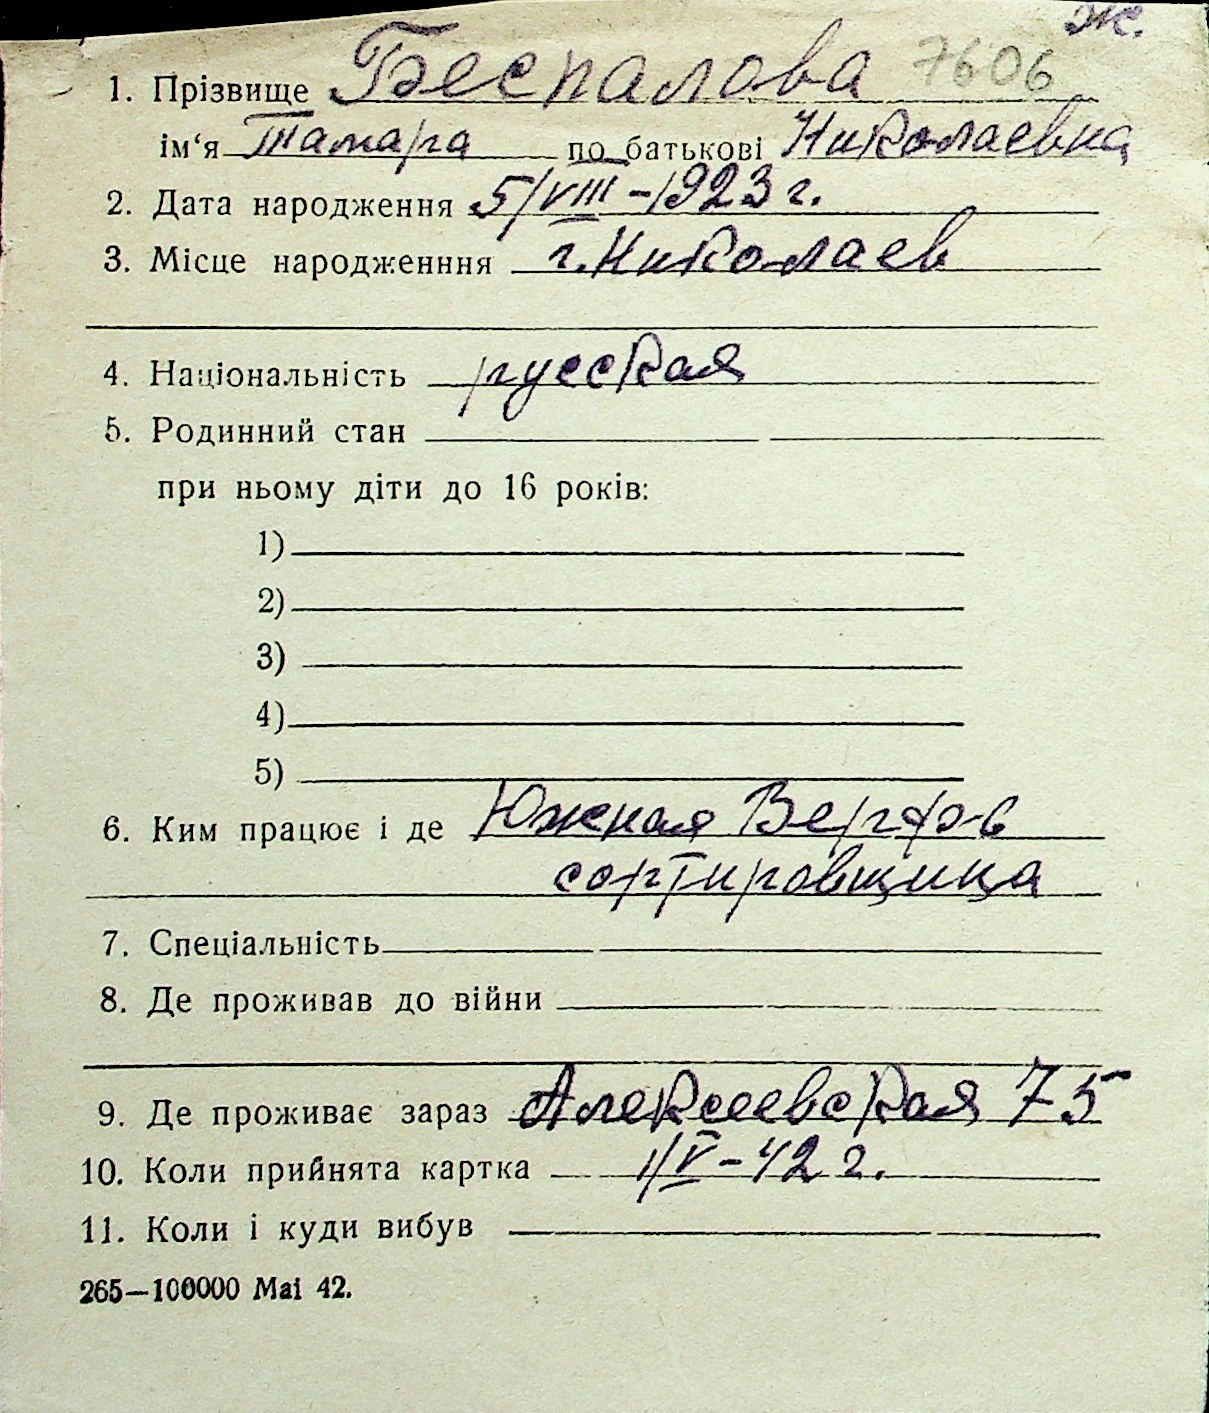 ж.
1. Прізвище Беспалова 7606
ім‘я Тамара по батькові Николаевна
2. Дата народження 5/VIII-1923 г.
3. Місце народженння г. Николаев
4. Національність русская
5. Родинний стан
при ньому діти до 16 років:
1)
2)
3)
4)
5)
6. Ким працює і де Южная Верфь
сортировщица
7. Спеціальність
8. Де проживав до війни
9. Де проживає зараз Алексеевская 75
10. Коли прийнята картка 1/V-42 г.
11. Коли і куди вибув
265—100000 Mai 42.